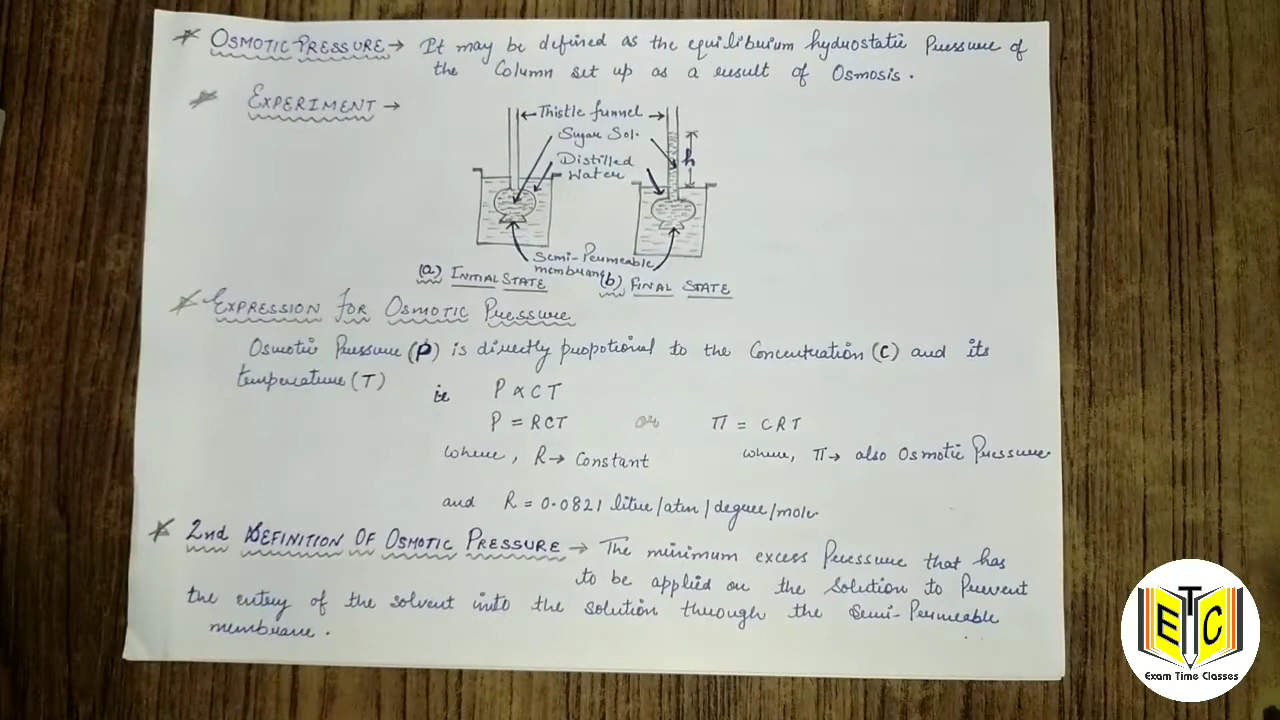 OSMOTIC PRESSURE → It may be defined as the equilibrium hydrostatic Pressure of
the Column set up as a result of Osmosis.
EXPERIMENT →
Thistle funnel
Sugar Sol.
h
Distilled
Water
Semi-Permeable
membrane
(a) INITIAL STATE
(b) FINAL STATE
EXPRESSION FOR OSMOTIC PRESSURE
Osmotic Pressure (P) is directly propotional to the Concentration (C) and its
temperature (T)
ie P ∝ CT
P = RCT or π = CRT
where, R → Constant where, π → also Osmotic Pressure
and R = 0.0821 litre/atm/degree/mole
2nd DEFINITION OF OSMOTIC PRESSURE → The minimum excess Pressure that has
to be applied on the Solution to Prevent
the entry of the solvent into the solution through the Semi-Permeable
membrane.
ETC
Exam Time Classes